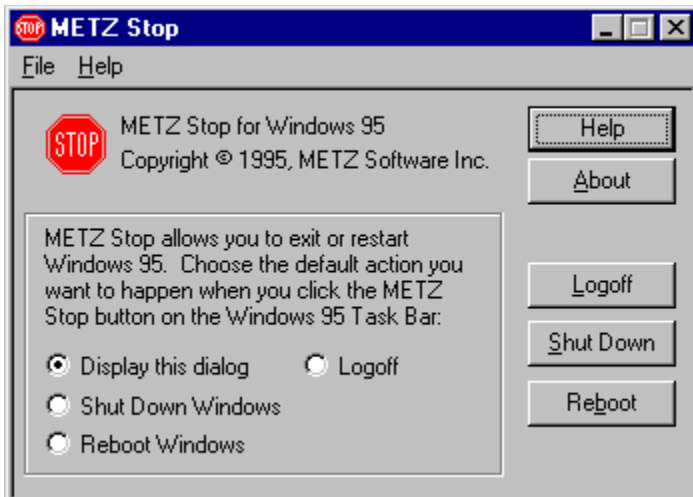 METZ Stop
File Help
STOP
METZ Stop for Windows 95
Copyright © 1995, METZ Software Inc.
Help
About
METZ Stop allows you to exit or restart
Windows 95. Choose the default action you
want to happen when you click the METZ
Stop button on the Windows 95 Task Bar:
Display this dialog Logoff
Shut Down Windows
Reboot Windows
Logoff
Shut Down
Reboot